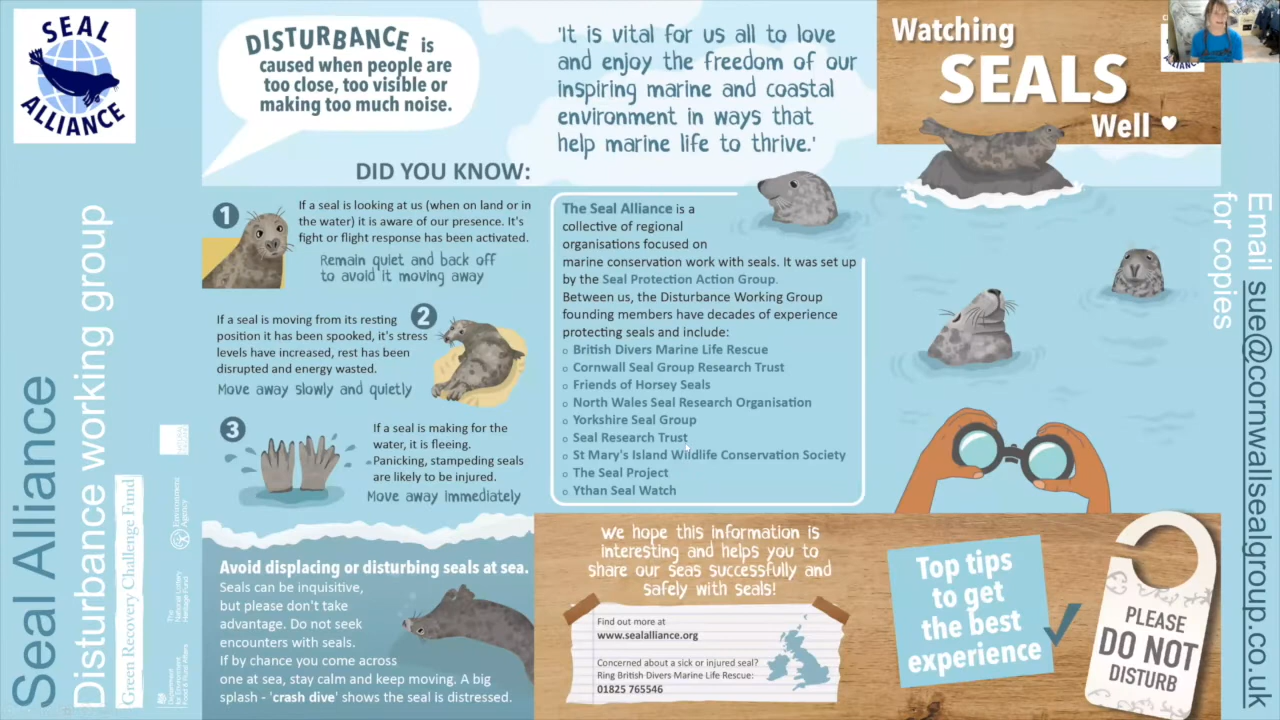 SEAL
ALLIANCE
Seal Alliance
Disturbance working group
Green Recovery Challenge Fund
Environment
Agency
The
National Lottery
Heritage Fund
Department
for Environment
Food & Rural Affairs
DISTURBANCE is
caused when people are
too close, too visible or
making too much noise.
DID YOU KNOW:
1
If a seal is looking at us (when on land or in
the water) it is aware of our presence. It's
fight or flight response has been activated.
Remain quiet and back off
to avoid it moving away
2
If a seal is moving from its resting
position it has been spooked, it's stress
levels have increased, rest has been
disrupted and energy wasted.
Move away slowly and quietly
3
If a seal is making for the
water, it is fleeing.
Panicking, stampeding seals
are likely to be injured.
Move away immediately
Avoid displacing or disturbing seals at sea.
Seals can be inquisitive,
but please don't take
advantage. Do not seek
encounters with seals.
If by chance you come across
one at sea, stay calm and keep moving. A big
splash - 'crash dive' shows the seal is distressed.
'It is vital for us all to love
and enjoy the freedom of our
inspiring marine and coastal
environment in ways that
help marine life to thrive.'
The Seal Alliance is a
collective of regional
organisations focused on
marine conservation work with seals. It was set up
by the Seal Protection Action Group.
Between us, the Disturbance Working Group
founding members have decades of experience
protecting seals and include:
British Divers Marine Life Rescue
Cornwall Seal Group Research Trust
Friends of Horsey Seals
North Wales Seal Research Organisation
Yorkshire Seal Group
Seal Research Trust
St Mary's Island Wildlife Conservation Society
The Seal Project
Ythan Seal Watch
We hope this information is
interesting and helps you to
share our seas successfully and
safely with seals!
Find out more at
www.sealalliance.org
Concerned about a sick or injured seal?
Ring British Divers Marine Life Rescue:
01825 765546
Watching
SEALS
Well
Top tips
to get
the best
experience
PLEASE
DO NOT
DISTURB
Email sue@cornwallsealgroup.co.uk
for copies